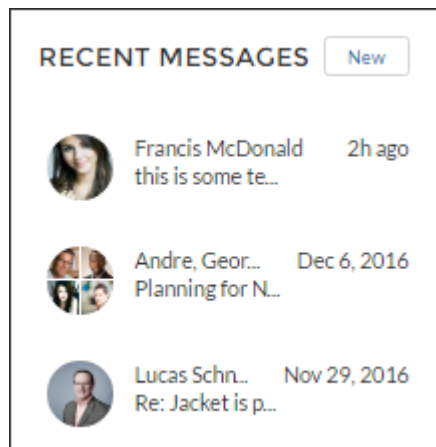 RECENT MESSAGES New
Francis McDonald 2h ago
this is some te...
Andre, Geor... Dec 6, 2016
Planning for N...
Lucas Schn... Nov 29, 2016
Re: Jacket is p...